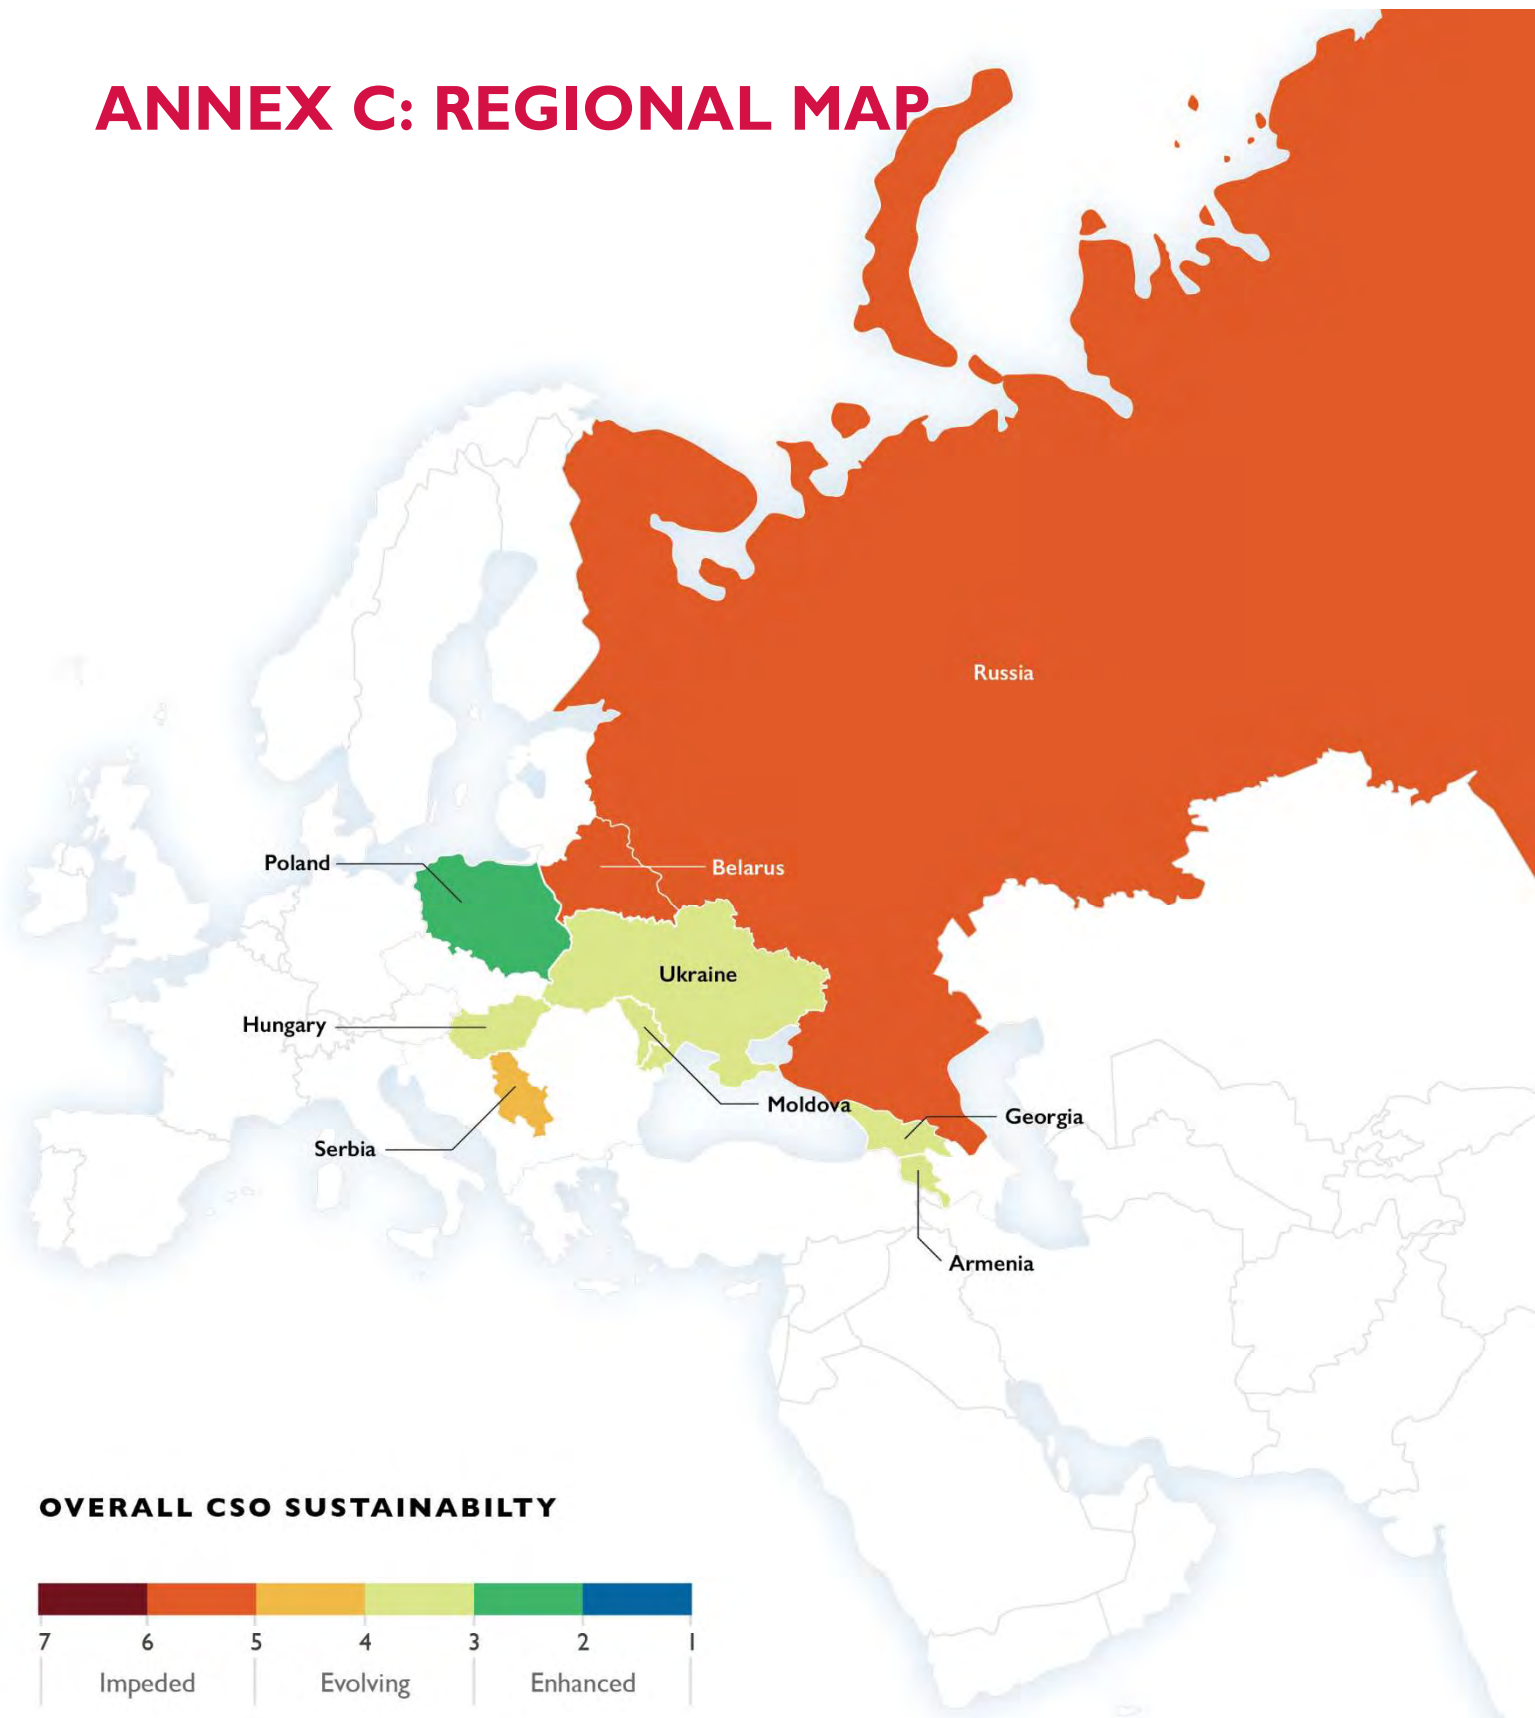 ANNEX C: REGIONAL MAP
Russia
Poland
Belarus
Ukraine
Hungary
Moldova
Georgia
Serbia
Armenia
OVERALL CSO SUSTAINABILTY
7 6 5 4 3 2 1
Impeded Evolving Enhanced